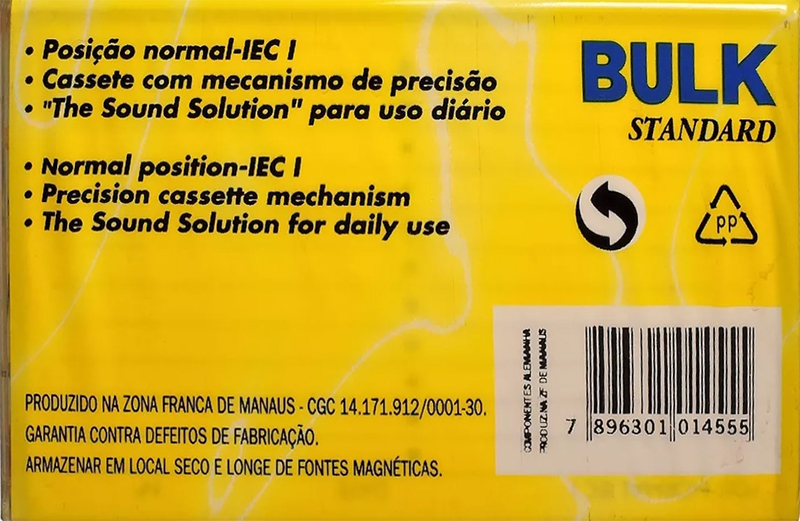 • Posição normal-IEC I
• Cassete com mecanismo de precisão
• "The Sound Solution" para uso diário
• Normal position-IEC I
• Precision cassette mechanism
• The Sound Solution for daily use
BULK
STANDARD
pp
PRODUZIDO NA ZONA FRANCA DE MANAUS - CGC 14.171.912/0001-30.
GARANTIA CONTRA DEFEITOS DE FABRICAÇÃO.
ARMAZENAR EM LOCAL SECO E LONGE DE FONTES MAGNÉTICAS.
COMPONENTES ALEMANHA
PRODUZ.NA ZF DE MANAUS
7 896301 014555